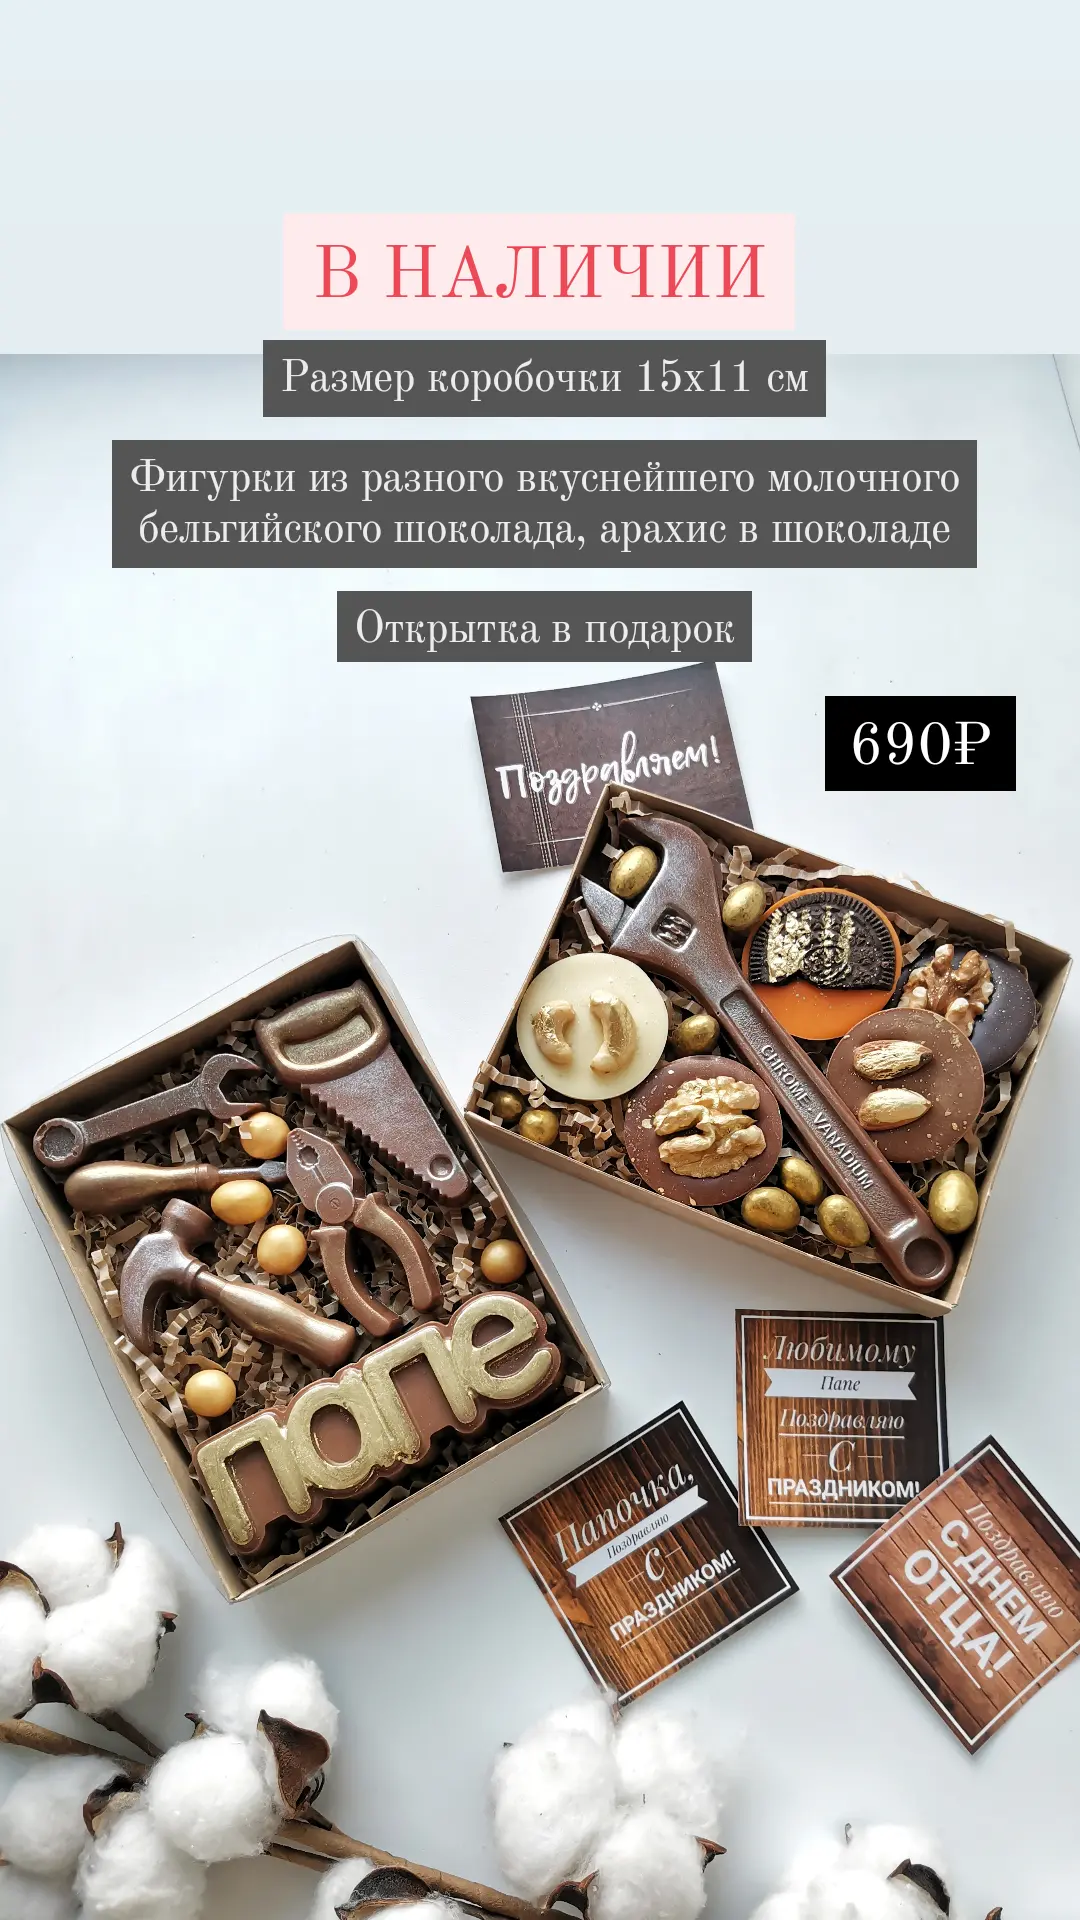 В НАЛИЧИИ
Размер коробочки 15х11 см
Фигурки из разного вкуснейшего молочного
бельгийского шоколада, арахис в шоколаде
Открытка в подарок
690₽
Поздравляем!
CHROME-VANADIUM
папе
Любимому
Папе
Поздравляю
С
ПРАЗДНИКОМ!
Папочка,
Поздравляю
С
ПРАЗДНИКОМ!
Поздравляю
С ДНЕМ
ОТЦА!